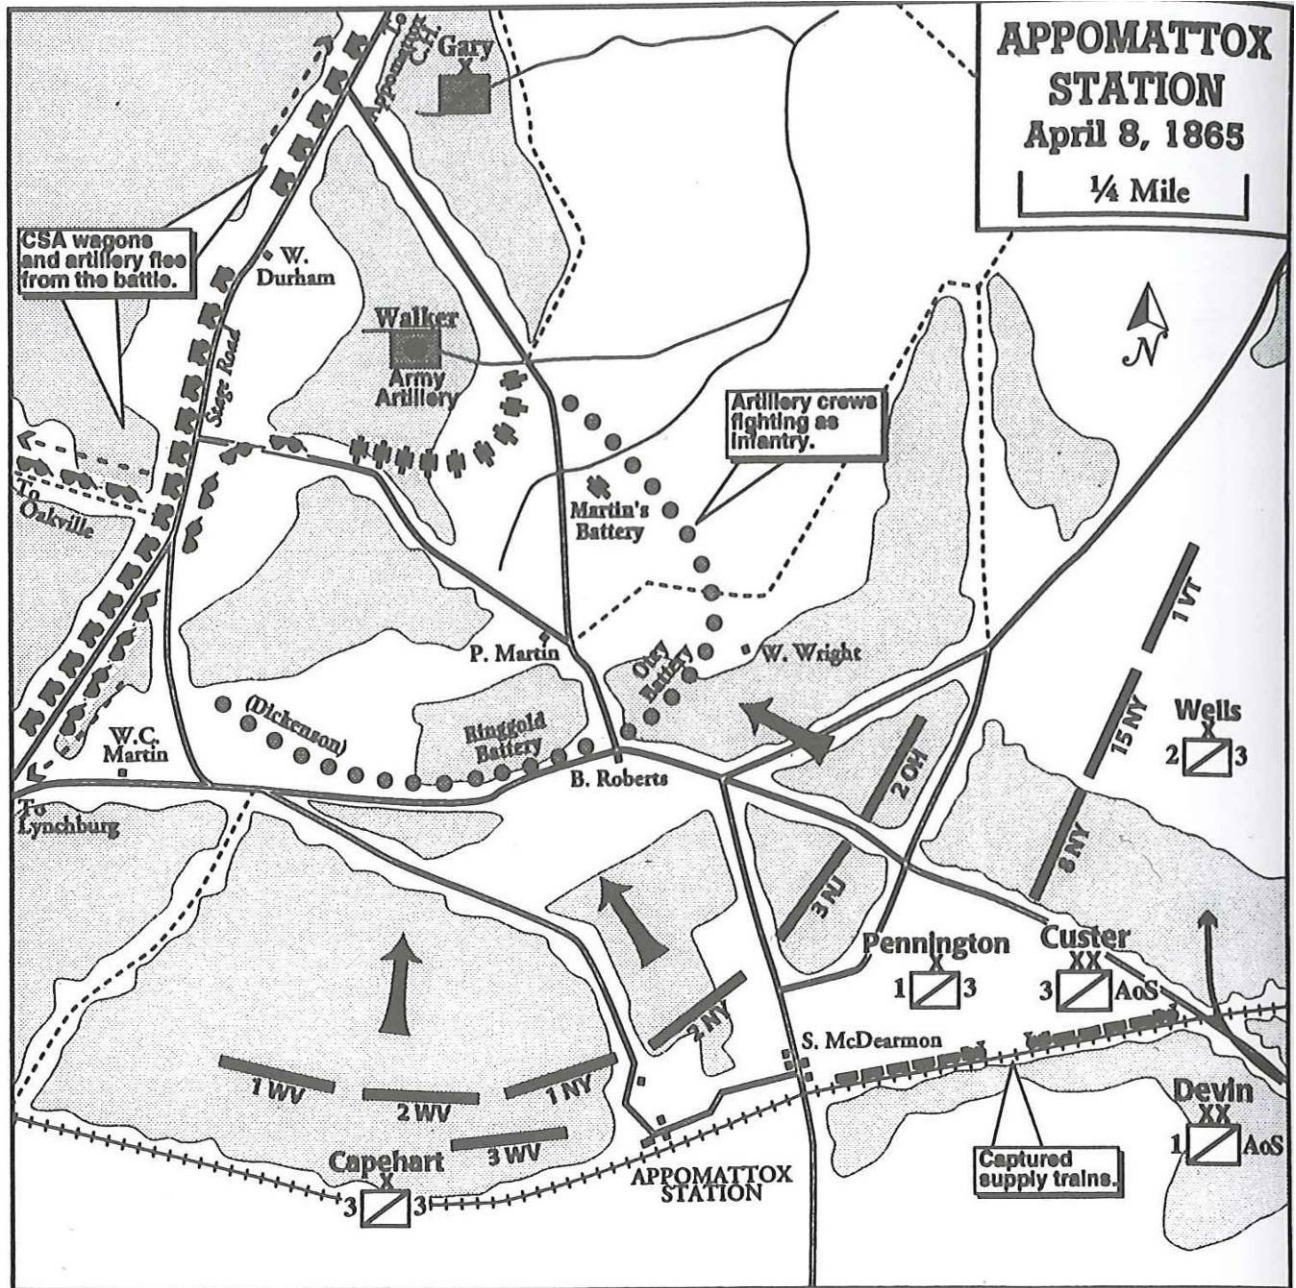 APPOMATTOX
STATION
April 8, 1865
1/4 Mile
N
To
Appomattox
C.H.
Gary
X
CSA wagons
and artillery flee
from the battle.
W.
Durham
Stage Road
Walker
Army
Artillery
Artillery crews
fighting as
infantry.
Martin's
Battery
To
Oakville
P. Martin
Otey
Battery
W. Wright
(Dickenson)
Ringgold
Battery
W.C.
Martin
B. Roberts
To
Lynchburg
1 VT
15 NY
8 NY
Wells
X
2 3
2 OH
3 NJ
Pennington
X
1 3
Custer
XX
3 AoS
2 NY
S. McDearmon
1 WV
2 WV
1 NY
3 WV
Capehart
X
3 3
APPOMATTOX
STATION
Captured
supply trains.
Devin
XX
1 AoS